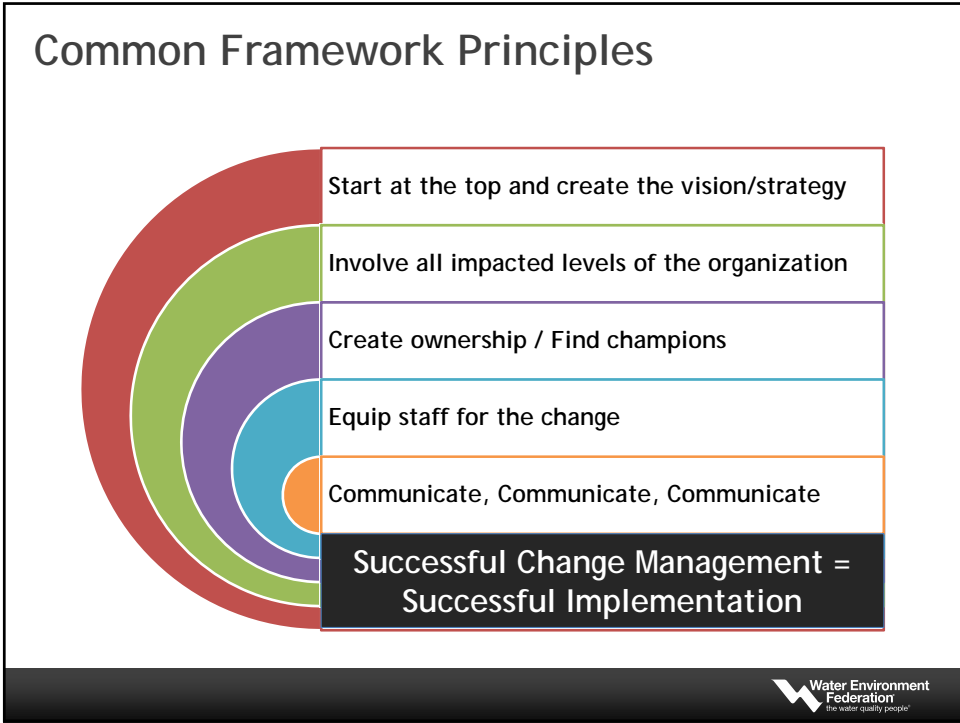 Common Framework Principles
Start at the top and create the vision/strategy
Involve all impacted levels of the organization
Create ownership / Find champions
Equip staff for the change
Communicate, Communicate, Communicate
Successful Change Management =
Successful Implementation
Water Environment
Federation
the water quality people®